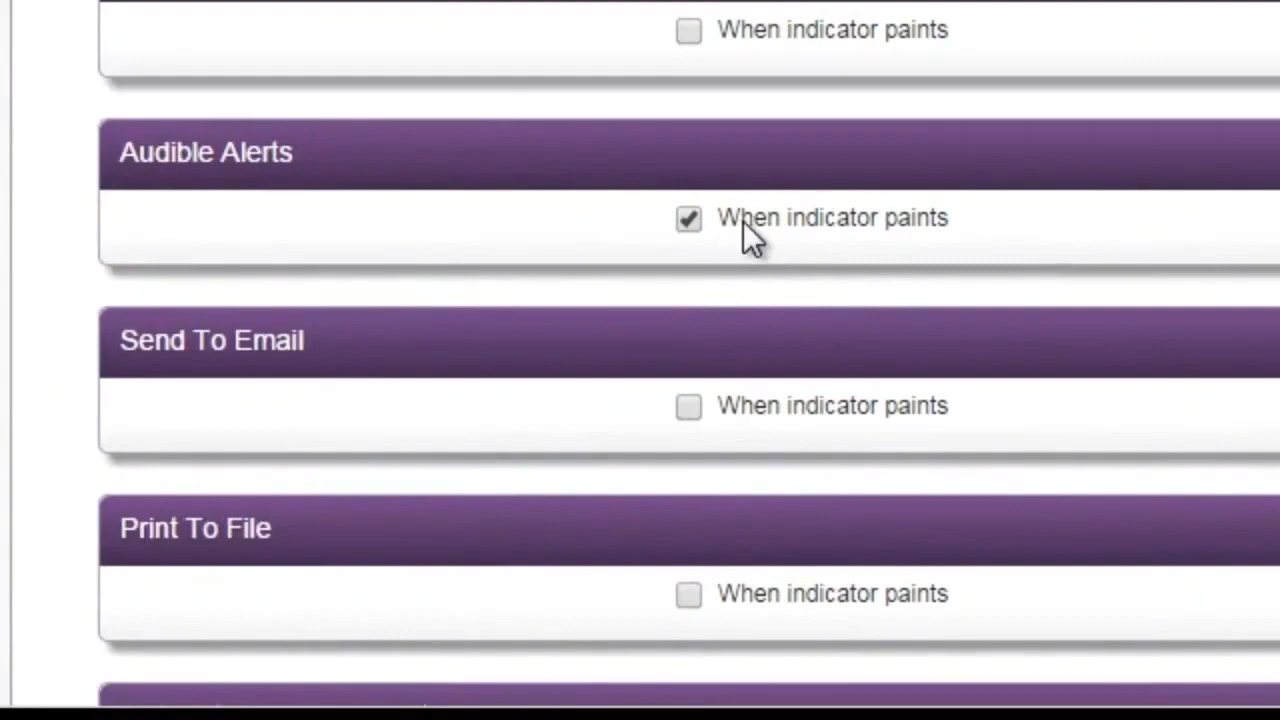 When indicator paints
Audible Alerts
When indicator paints
Send To Email
When indicator paints
Print To File
When indicator paints